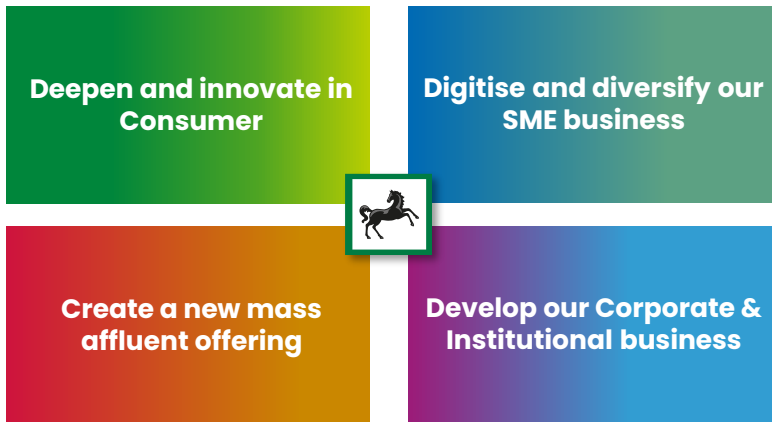 Deepen and innovate in
Consumer
Digitise and diversify our
SME business
Create a new mass
affluent offering
Develop our Corporate &
Institutional business